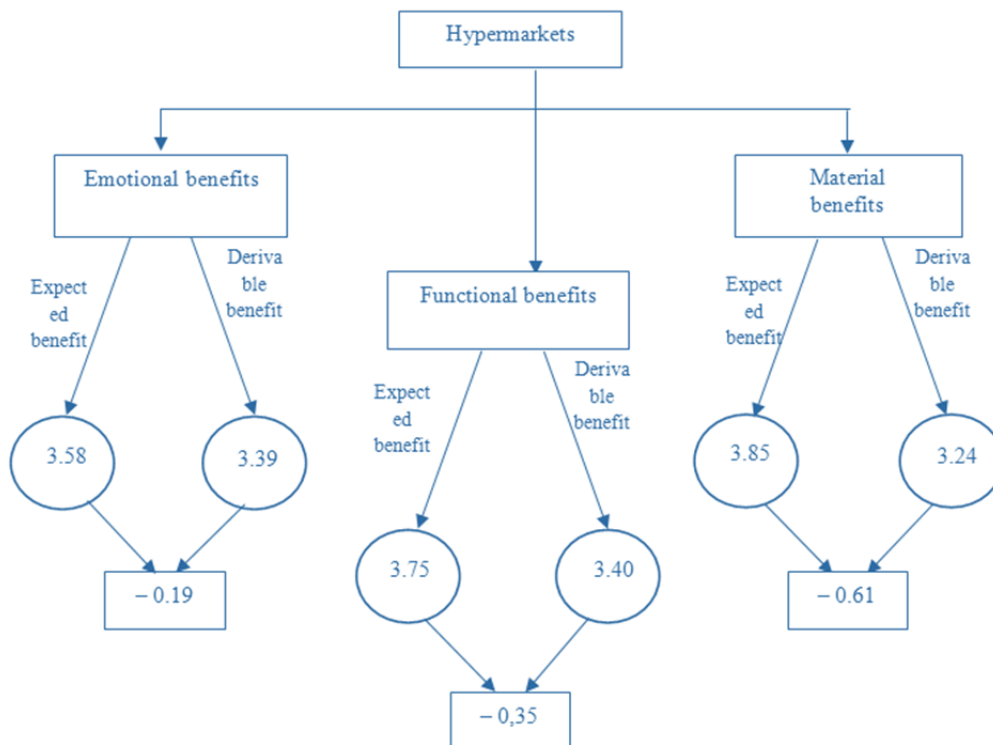 Hypermarkets
Emotional benefits
Material
benefits
Functional benefits
Expect
ed
benefit
Deriva
ble
benefit
Expect
ed
benefit
Deriva
ble
benefit
Expect
ed
benefit
Deriva
ble
benefit
3.58
3.39
3.75
3.40
3.85
3.24
– 0.19
– 0,35
– 0.61